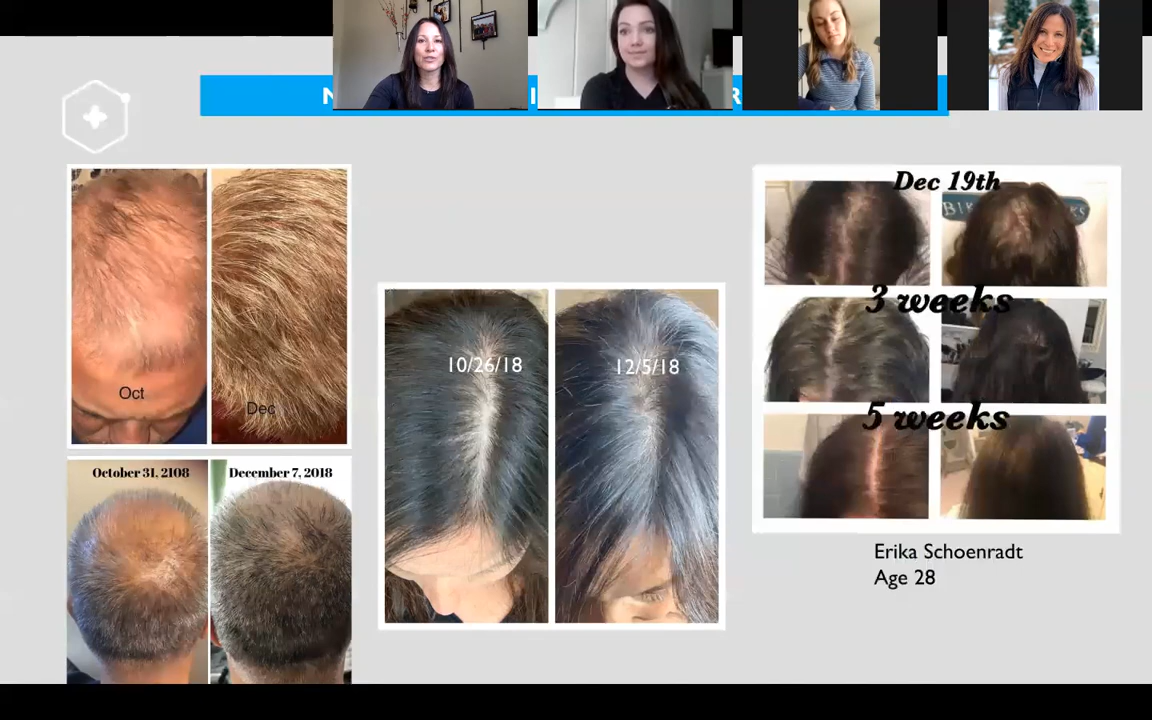 Oct
Dec
October 31, 2108
December 7, 2018
10/26/18
12/5/18
Dec 19th
3 weeks
5 weeks
Erika Schoenradt
Age 28